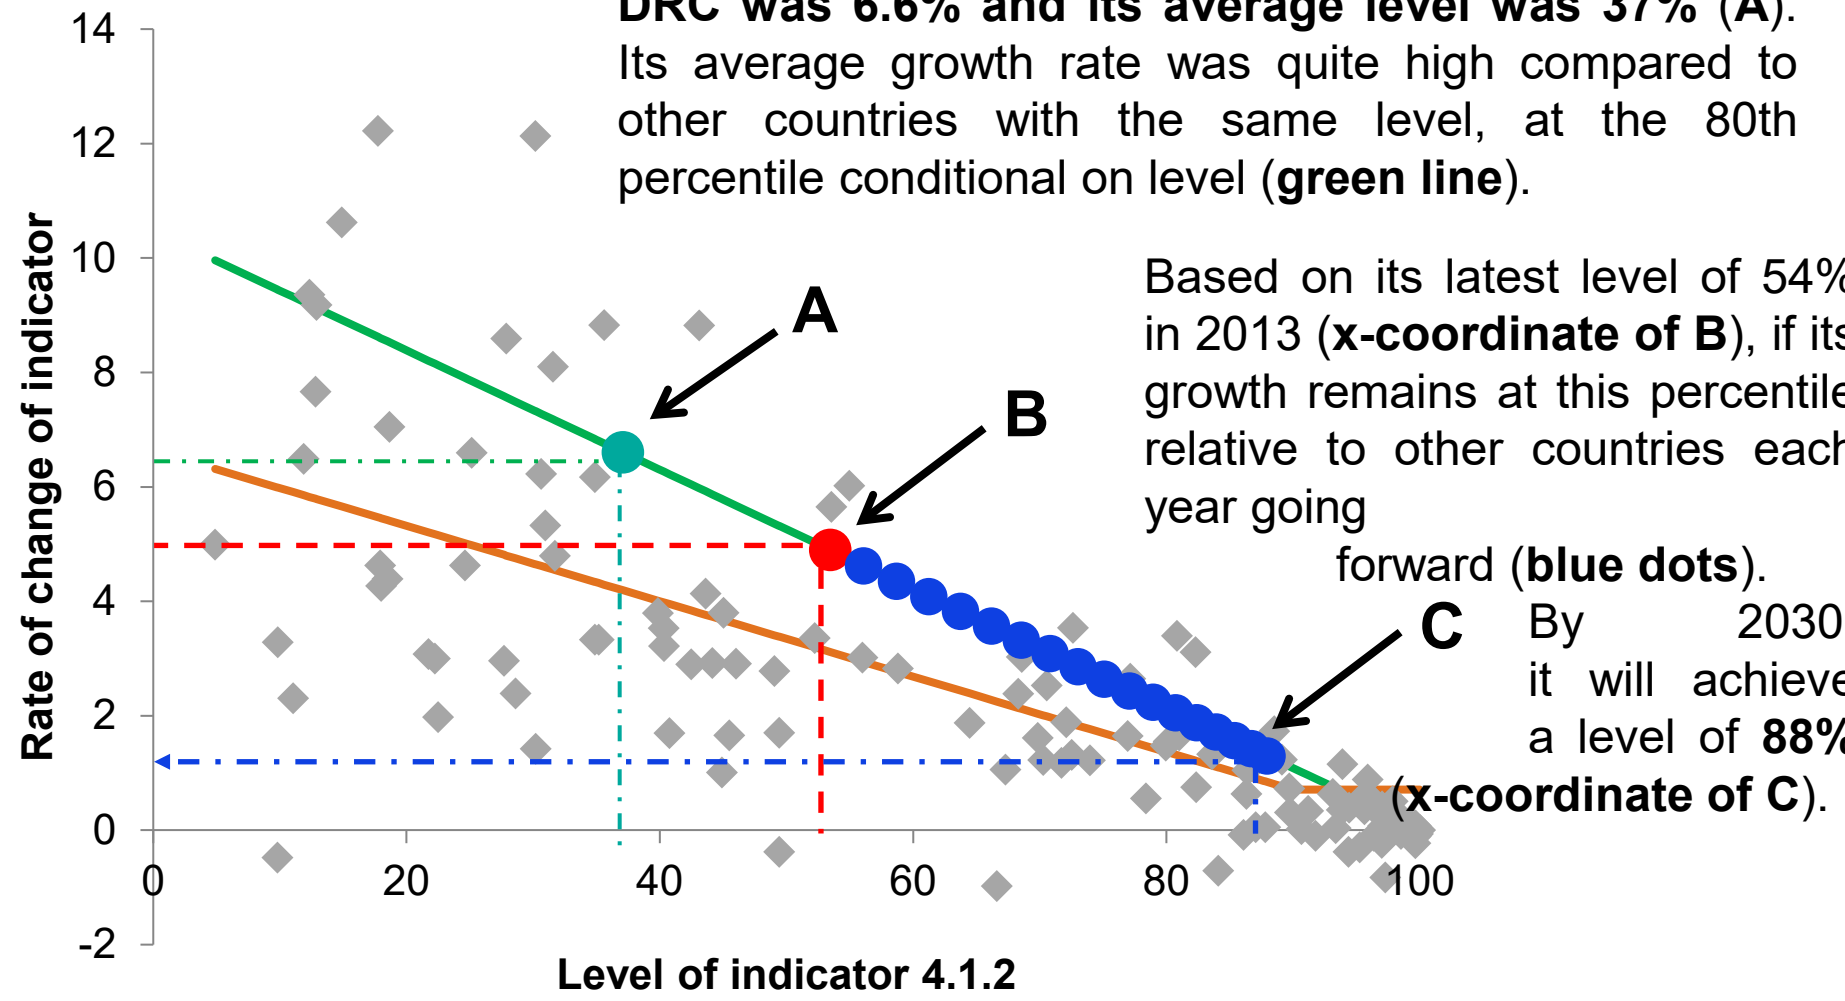 DRC was 6.6% and its average level was 37% (A).
Its average growth rate was quite high compared to
other countries with the same level, at the 80th
percentile conditional on level (green line).
Based on its latest level of 54%
in 2013 (x-coordinate of B), if its
growth remains at this percentile
relative to other countries each
year going
forward (blue dots).
By 2030
it will achieve
a level of 88%
(x-coordinate of C).
A
B
C
Rate of change of indicator
14
12
10
8
6
4
2
0
-2
0 20 40 60 80 100
Level of indicator 4.1.2